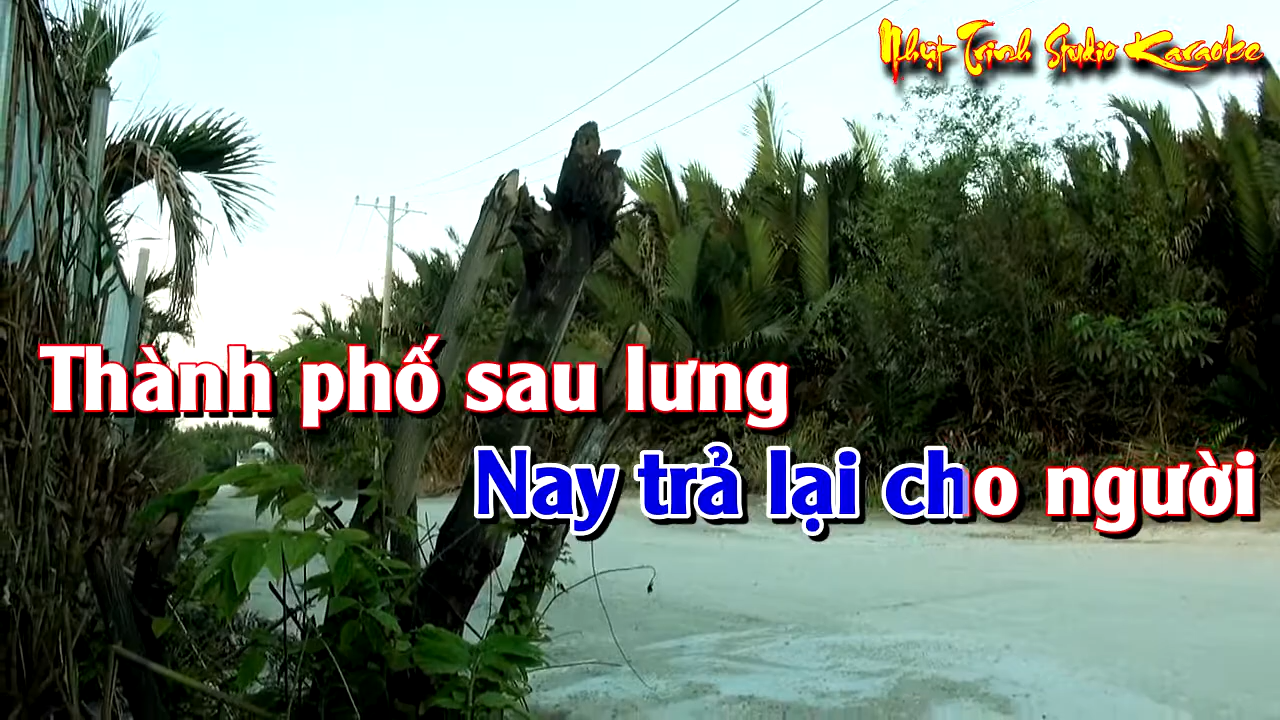 Nhựt Trinh Studio Karaoke
Thành phố sau lưng
Nay trả lại cho người